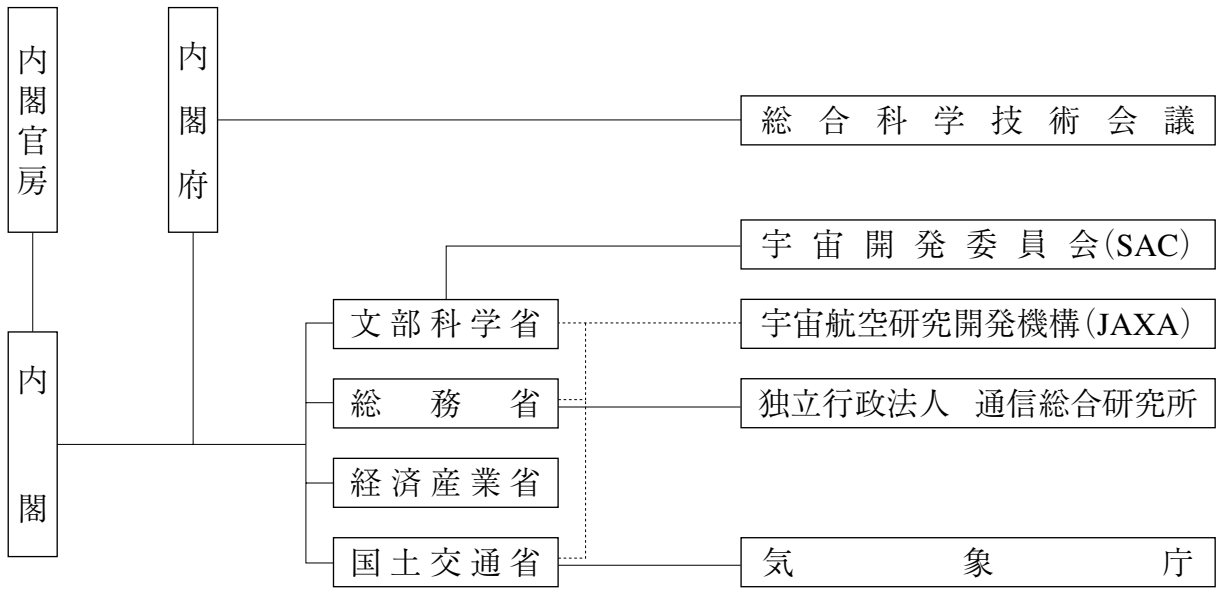 内閣官房
内閣府
総合科学技術会議
宇宙開発委員会(SAC)
文部科学省
宇宙航空研究開発機構(JAXA)
内閣
総務省
独立行政法人 通信総合研究所
経済産業省
国土交通省
気象庁